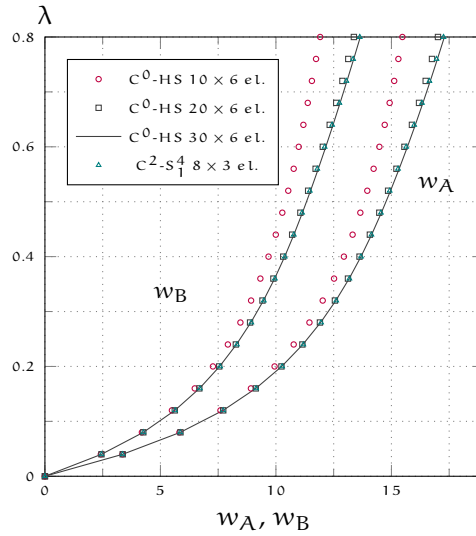 λ
0.8
C⁰-HS 10 × 6 el.
C⁰-HS 20 × 6 el.
C⁰-HS 30 × 6 el.
C²-S⁴₁ 8 × 3 el.
0.6
w_A
0.4
w_B
0.2
0
0 5 10 15
w_A, w_B